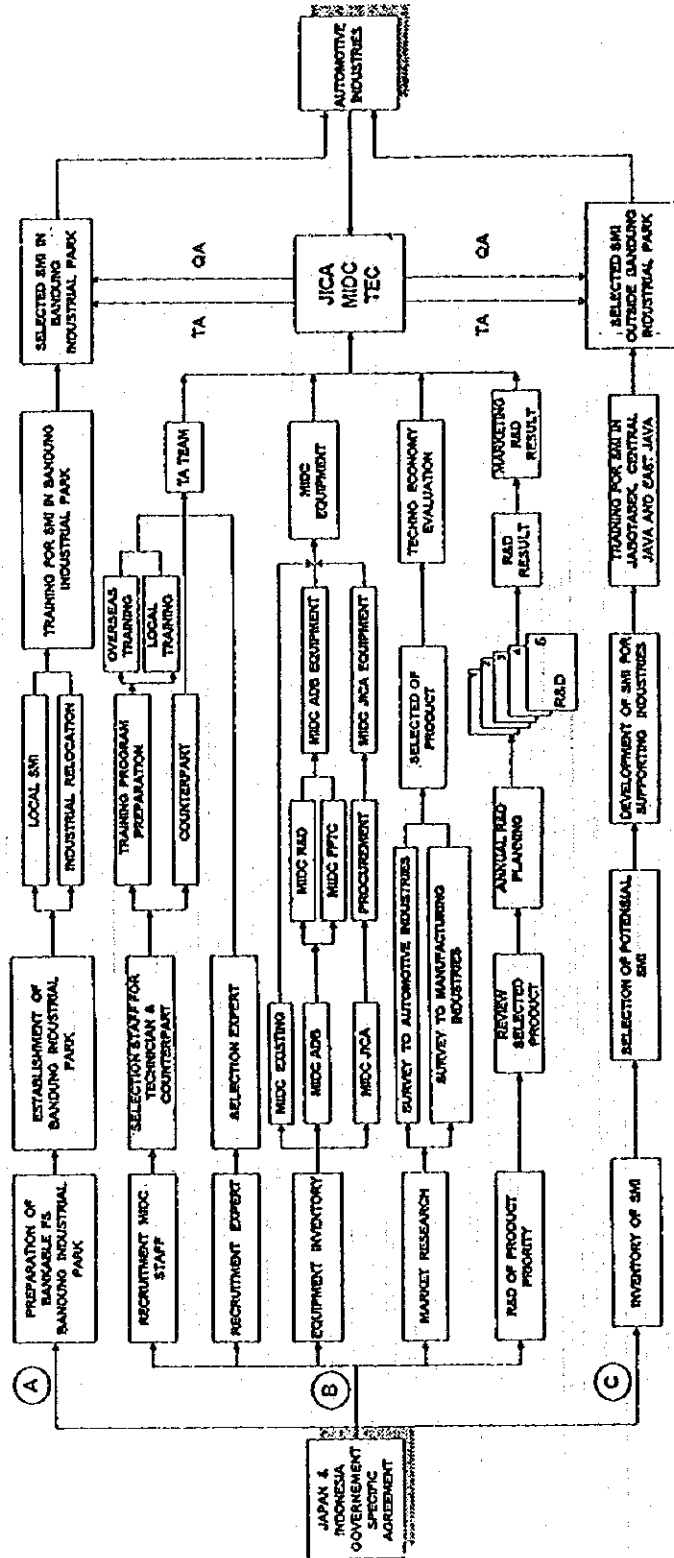 JAPAN &
INDONESIA
GOVERNEMENT
SPECIFIC
AGREEMENT
A
PREPARATION OF
BANKABLE FS.
BANDUNG INDUSTRIAL
PARK
ESTABLISHMENT OF
BANDUNG INDUSTRIAL
PARK
LOCAL SMI
INDUSTRIAL RELOCATION
TRAINING FOR SMI IN BANDUNG
INDUSTRIAL PARK
SELECTED SMI IN
BANDUNG
INDUSTRIAL PARK
B
RECRUITMENT MIDC
STAFF
SELECTION STAFF FOR
TECHNICIAN &
COUNTERPART
TRAINING PROGRAM
PREPARATION
COUNTERPART
OVERSEAS
TRAINING
LOCAL
TRAINING
TA TEAM
RECRUITMENT EXPERT
SELECTION EXPERT
EQUIPMENT INVENTORY
MIDC EXISTING
MIDC ADB
MIDC JICA
MIDC R&D
MIDC PPTC
PROCUREMENT
MIDC ADB EQUIPMENT
MIDC JICA EQUIPMENT
MIDC
EQUIPMENT
MARKET RESEARCH
SURVEY TO AUTOMOTIVE INDUSTRIES
SURVEY TO MANUFACTURING
INDUSTRIES
SELECTED OF
PRODUCT
TECHNO ECONOMY
EVALUATION
R&D OF PRODUCT
PRIORITY
REVIEW
SELECTED
PRODUCT
ANNUAL R&D
PLANNING
1
2
3
4
5
R&D
R&D
RESULT
MARKETING
R&D
RESULT
C
INVENTORY OF SMI
SELECTION OF POTENSIAL
SMI
DEVELOPMENT OF SMI FOR
SUPPORTING INDUSTRIES
TRAINING FOR SMI IN
JABOTABEK, CENTRAL
JAVA AND EAST JAVA
SELECTED SMI
OUTSIDE BANDUNG
INDUSTRIAL PARK
TA
QA
JICA
MIDC
TEC
TA
QA
AUTOMOTIVE
INDUSTRIES